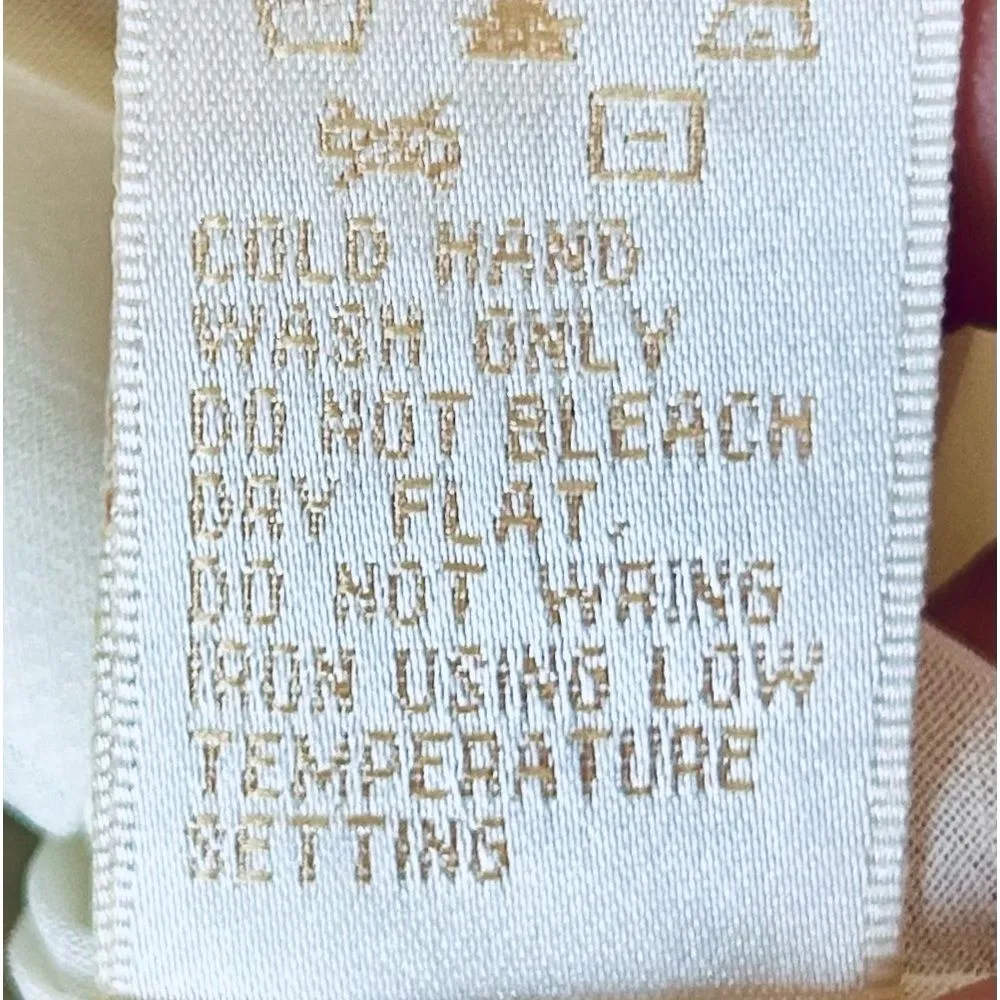 COLD HAND
WASH ONLY
DO NOT BLEACH
DRY FLAT.
DO NOT WRING
IRON USING LOW
TEMPERATURE
SETTING